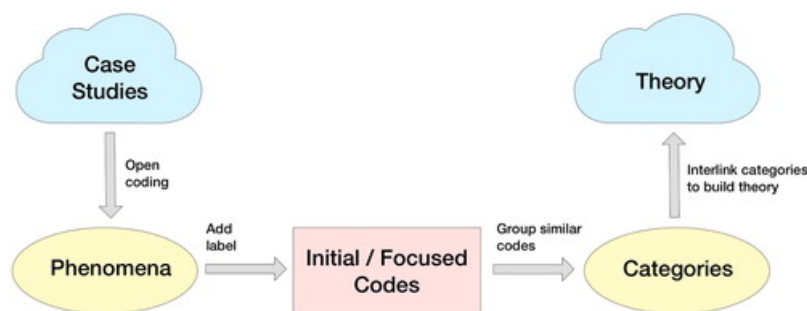 Case
Studies
Theory
Open
coding
Interlink categories
to build theory
Add
label
Group similar
codes
Phenomena
Initial / Focused
Codes
Categories